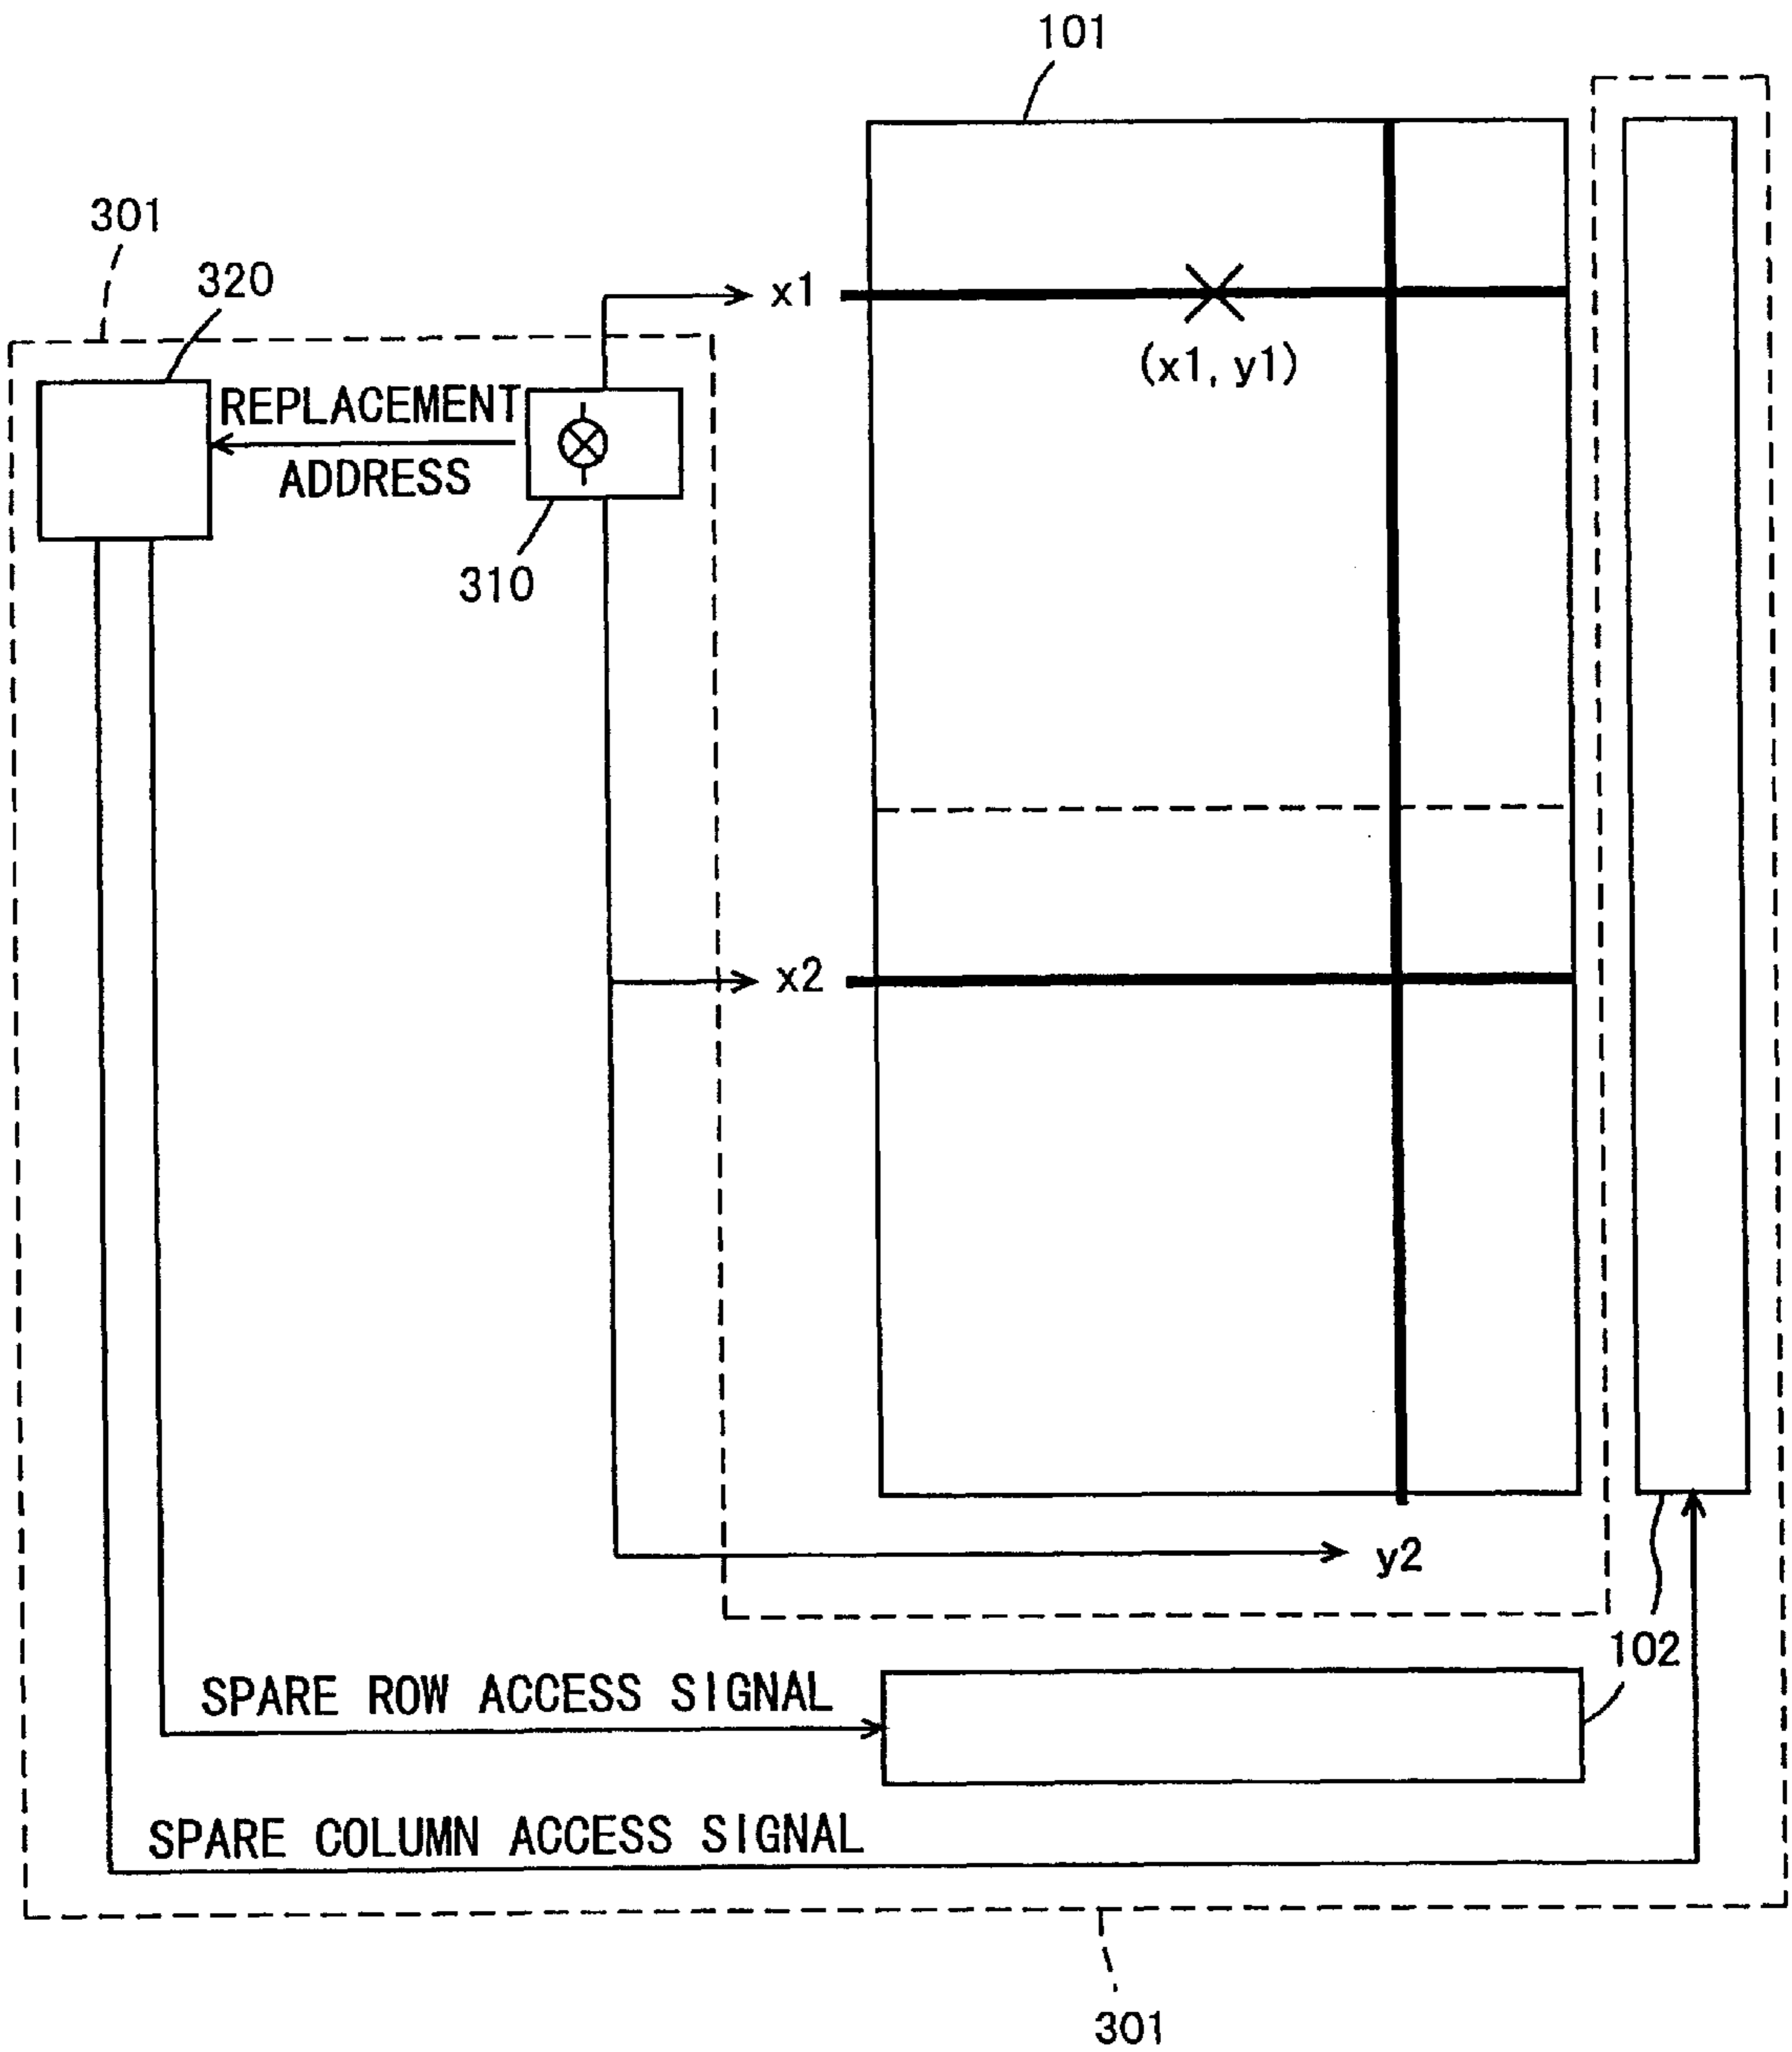 101
301
320
x1
(x1, y1)
REPLACEMENT
ADDRESS
310
x2
y2
102
SPARE ROW ACCESS SIGNAL
SPARE COLUMN ACCESS SIGNAL
301